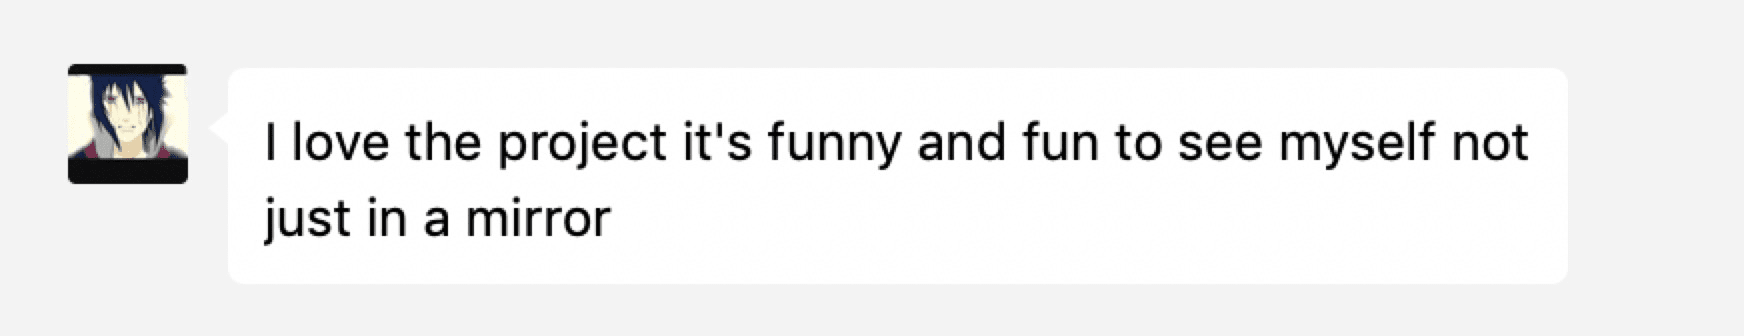 I love the project it's funny and fun to see myself not
just in a mirror